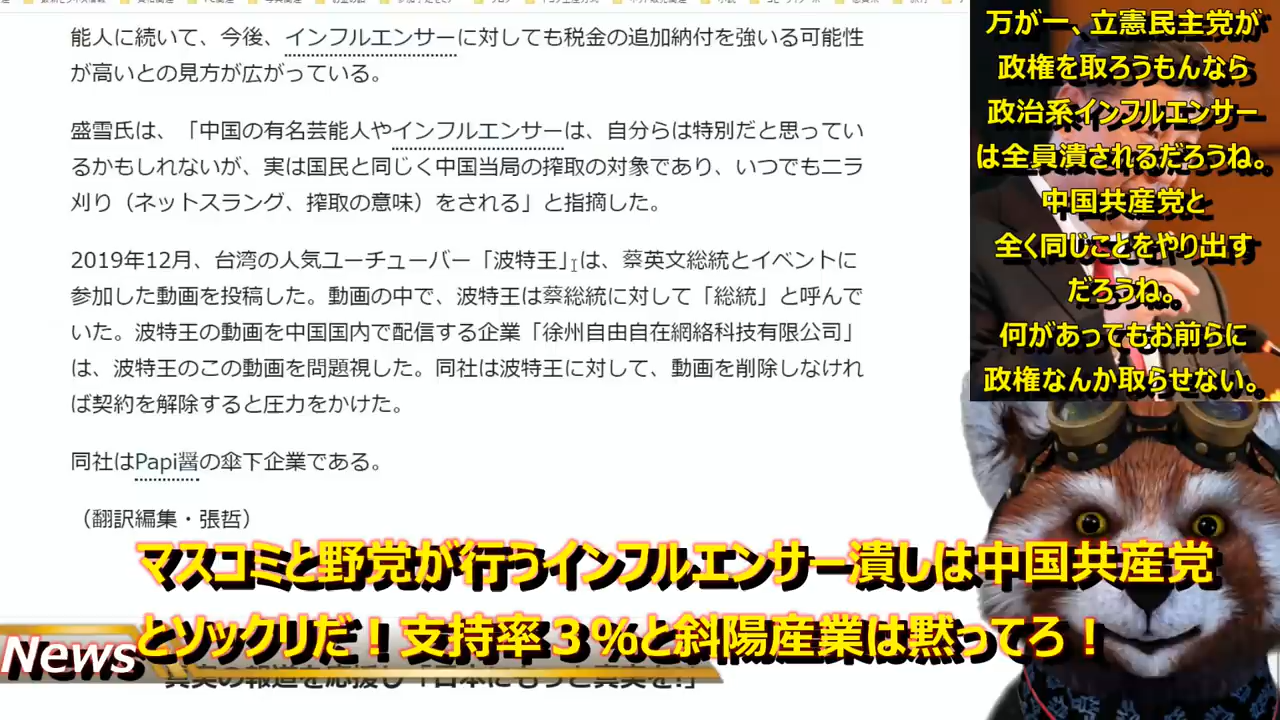 能人に続いて、今後、インフルエンサーに対しても税金の追加納付を強いる可能性
が高いとの見方が広がっている。
盛雪氏は、「中国の有名芸能人やインフルエンサーは、自分らは特別だと思ってい
るかもしれないが、実は国民と同じく中国当局の搾取の対象であり、いつでも二ラ
刈り（ネットスラング、搾取の意味）をされる」と指摘した。
2019年12月、台湾の人気ユーチューバー「波特王」は、蔡英文総統とイベントに
参加した動画を投稿した。動画の中で、波特王は蔡総統に対して「総統」と呼んで
いた。波特王の動画を中国国内で配信する企業「徐州自由自在網絡科技有限公司」
は、波特王のこの動画を問題視した。同社は波特王に対して、動画を削除しなけれ
ば契約を解除すると圧力をかけた。
同社はPapi醤の傘下企業である。
（翻訳編集・張哲）
万が一、立憲民主党が
政権を取ろうもんなら
政治系インフルエンサー
は全員潰されるだろうね。
中国共産党と
全く同じことをやり出す
だろうね。
何があってもお前らに
政権なんか取らせない。
マスコミと野党が行うインフルエンサー潰しは中国共産党
とソックリだ！支持率３％と斜陽産業は黙ってろ！
News
真実の報道を応援し「日本にもっと真実を!」